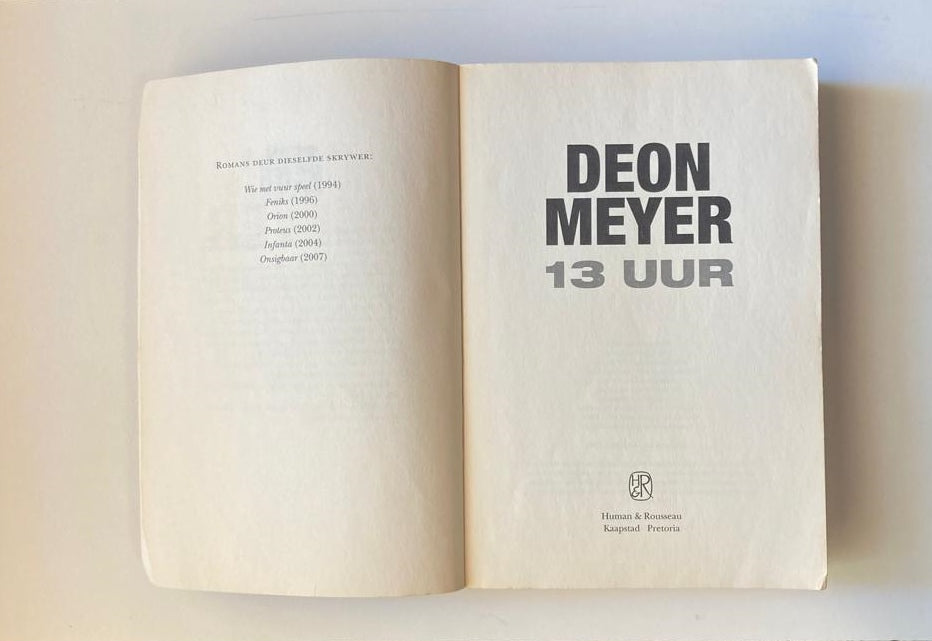 ROMANS DEUR DIESELFDE SKRYWER:
Wie met vuur speel (1994)
Feniks (1996)
Orion (2000)
Proteus (2002)
Infanta (2004)
Onsigbaar (2007)
DEON
MEYER
13 UUR
H&R
Human & Rousseau
Kaapstad Pretoria